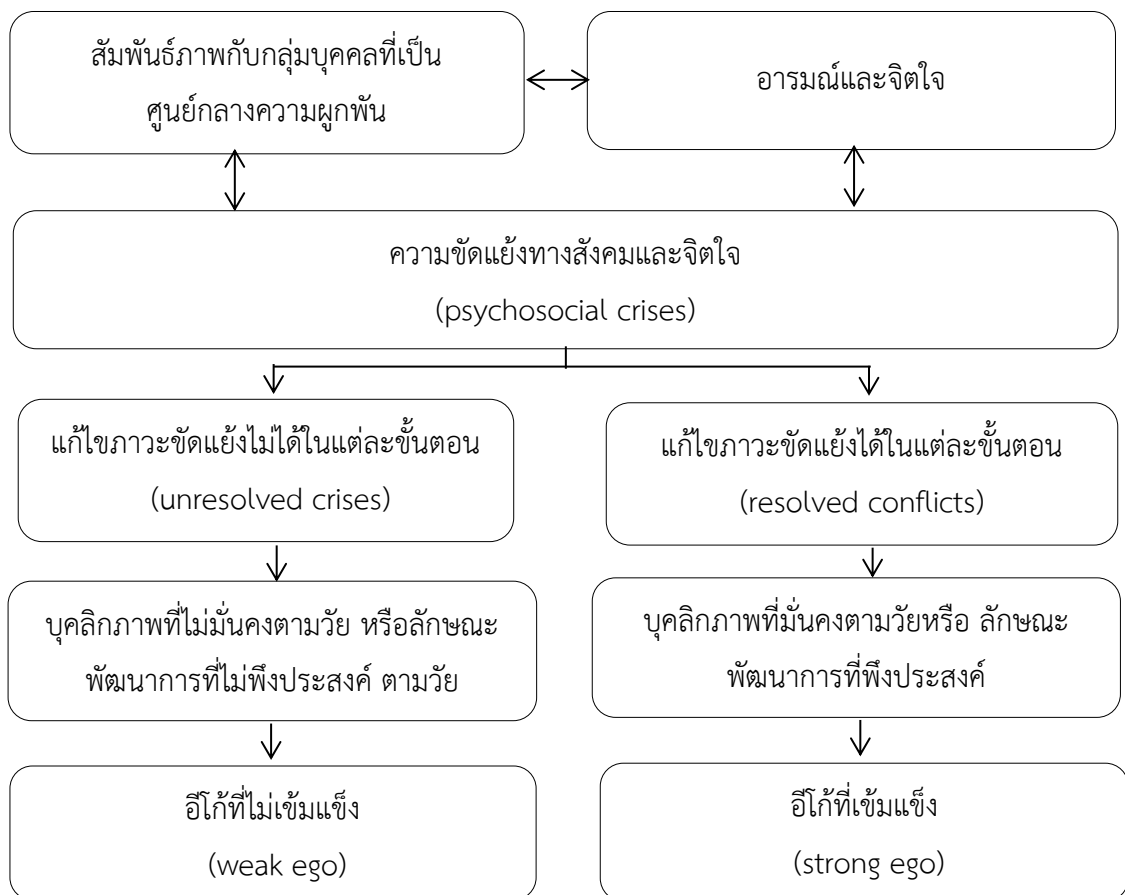 สัมพันธ์ภาพกับกลุ่มบุคคลที่เป็น
ศูนย์กลางความผูกพัน
อารมณ์และจิตใจ
ความขัดแย้งทางสังคมและจิตใจ
(psychosocial crises)
แก้ไขภาวะขัดแย้งไม่ได้ในแต่ละขั้นตอน
(unresolved crises)
แก้ไขภาวะขัดแย้งได้ในแต่ละขั้นตอน
(resolved conflicts)
บุคลิกภาพที่ไม่มั่นคงตามวัย หรือลักษณะ
พัฒนาการที่ไม่พึงประสงค์ ตามวัย
บุคลิกภาพที่มั่นคงตามวัยหรือ ลักษณะ
พัฒนาการที่พึงประสงค์
อีโก้ที่ไม่เข้มแข็ง
(weak ego)
อีโก้ที่เข้มแข็ง
(strong ego)